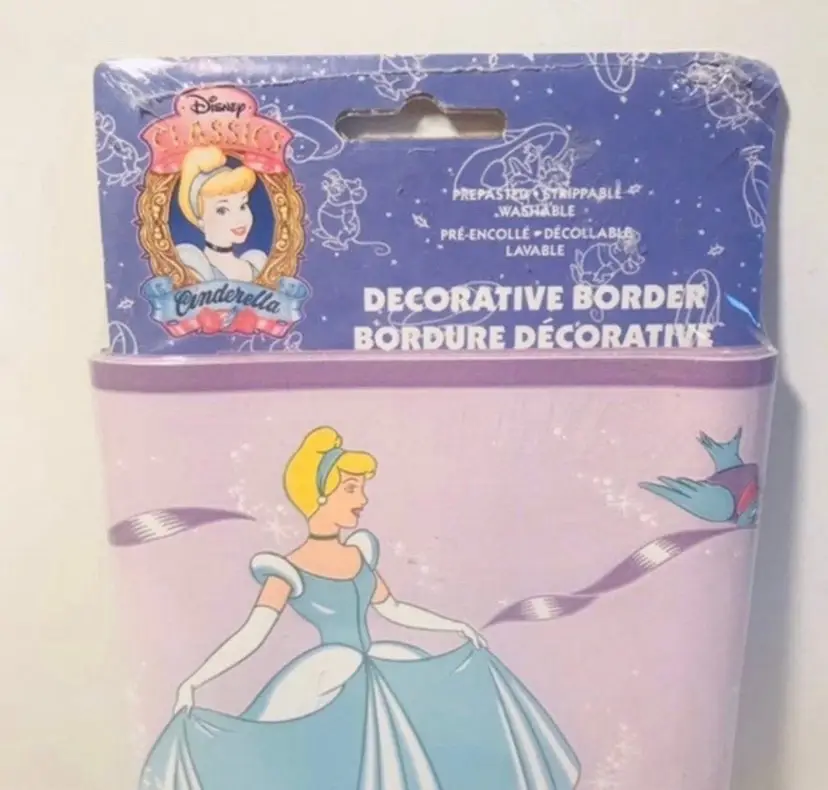 Disney
CLASSICS
Cinderella
PREPASTED • STRIPPABLE
WASHABLE
PRÉ-ENCOLLÉ • DÉCOLLABLE
LAVABLE
DECORATIVE BORDER
BORDURE DÉCORATIVE